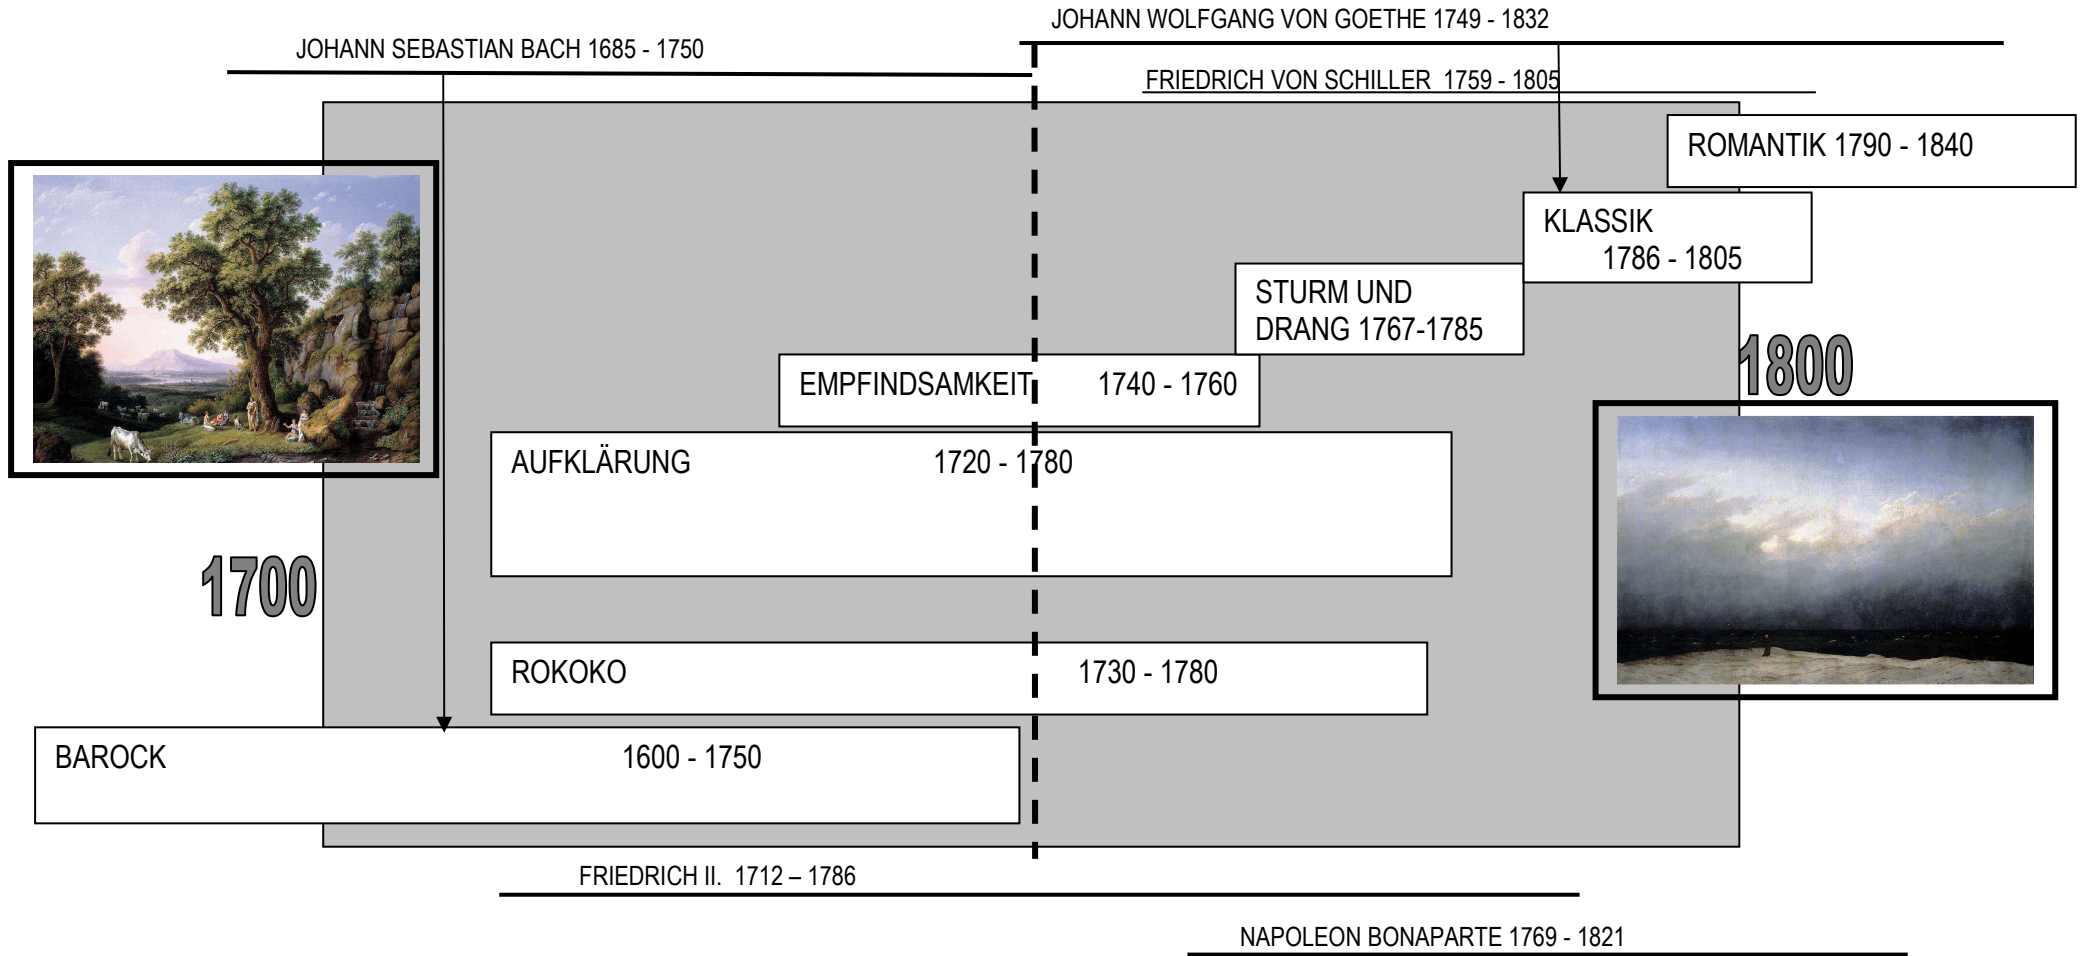 JOHANN WOLFGANG VON GOETHE 1749 - 1832
JOHANN SEBASTIAN BACH 1685 - 1750
FRIEDRICH VON SCHILLER 1759 - 1805
ROMANTIK 1790 - 1840
KLASSIK
1786 - 1805
STURM UND
DRANG 1767-1785
1800
EMPFINDSAMKEIT 1740 - 1760
AUFKLÄRUNG 1720 - 1780
1700
ROKOKO 1730 - 1780
BAROCK 1600 - 1750
FRIEDRICH II. 1712 – 1786
NAPOLEON BONAPARTE 1769 - 1821